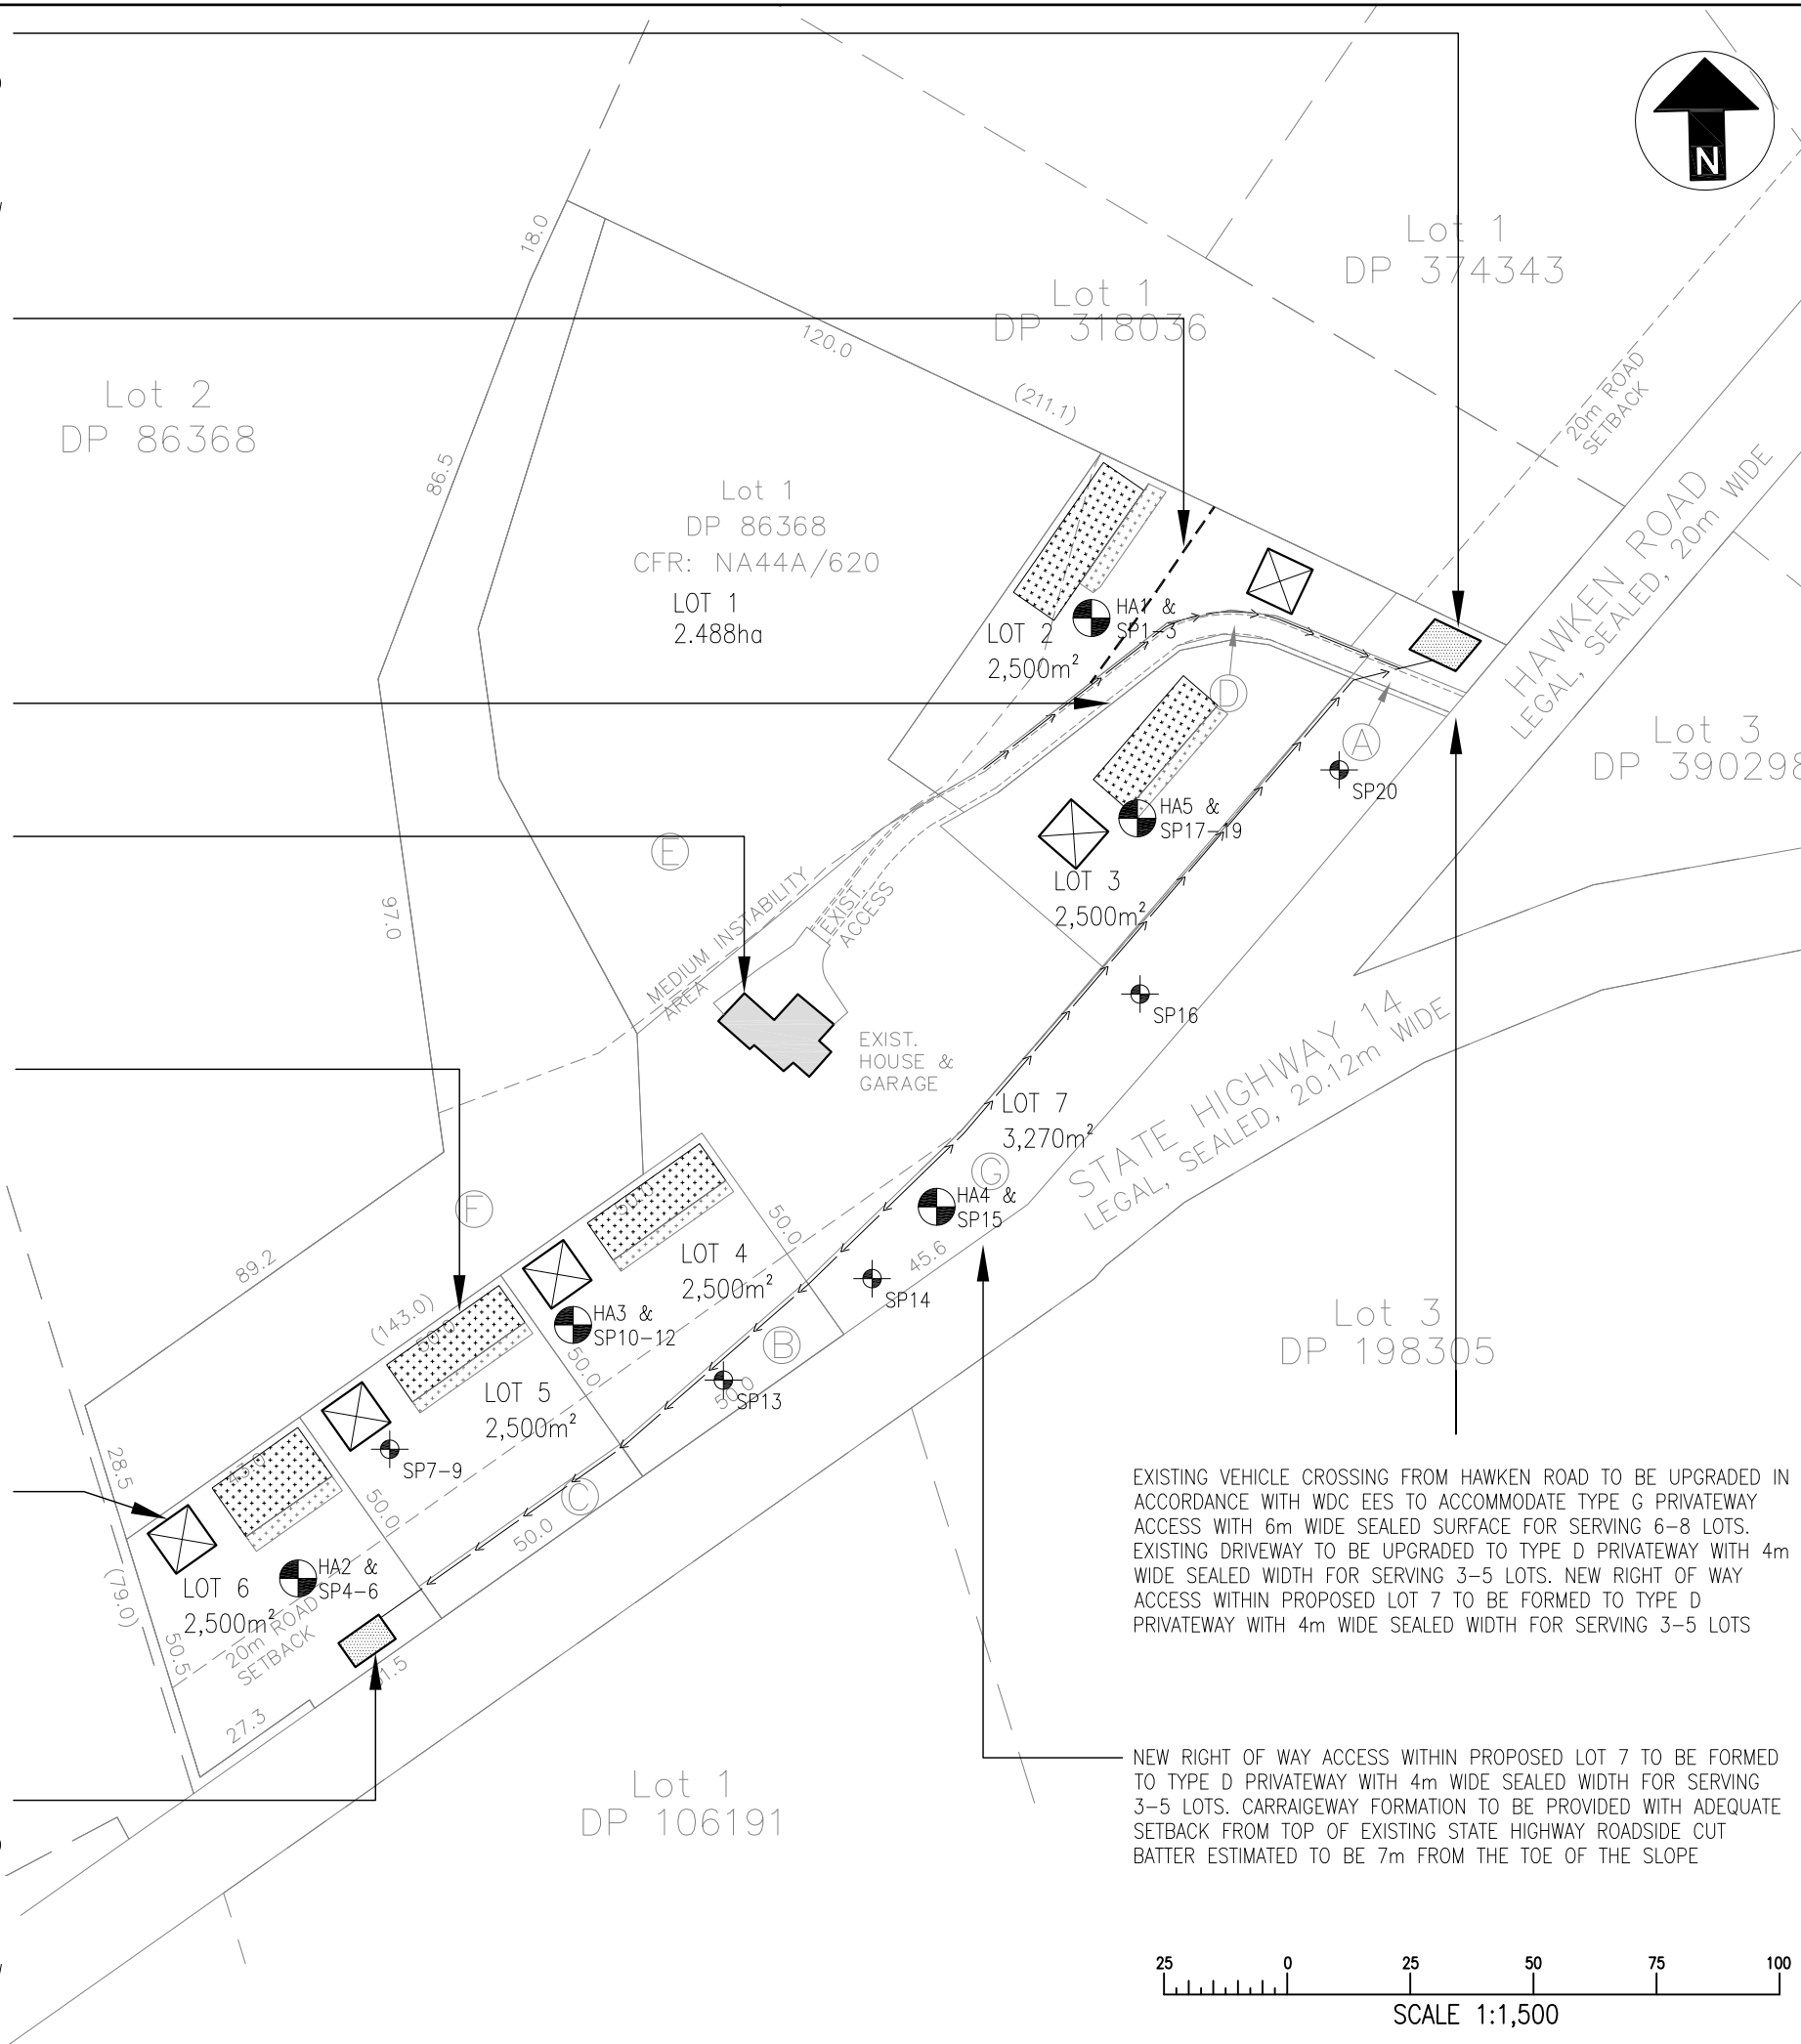 N
Lot 1
DP 374343
18.0
Lot 1
DP 318036
120.0
20m ROAD
SETBACK
Lot 2
DP 86368
(211.1)
86.5
HAWKEN ROAD
LEGAL, SEALED, 20m WIDE
Lot 1
DP 86368
CFR: NA44A/620
LOT 1
2.488ha
HA1 &
SP1-3
LOT 2
2,500m²
D
A
Lot 3
DP 390298
SP20
HA5 &
SP17-19
E
LOT 3
2,500m²
MEDIUM INSTABILITY
AREA
EXIST.
ACCESS
97.0
SP16
STATE HIGHWAY 14
LEGAL, SEALED, 20.12m WIDE
EXIST.
HOUSE &
GARAGE
LOT 7
3,270m²
G
HA4 &
SP15
F
50.0
50.0
45.6
LOT 4
2,500m²
89.2
SP14
(143.0)
HA3 &
SP10-12
50.0
B
Lot 3
DP 198305
50.0
LOT 5
2,500m²
SP13
50.0
28.5
43.0
SP7-9
C
50.0
50.0
EXISTING VEHICLE CROSSING FROM HAWKEN ROAD TO BE UPGRADED IN
ACCORDANCE WITH WDC EES TO ACCOMMODATE TYPE G PRIVATEWAY
ACCESS WITH 6m WIDE SEALED SURFACE FOR SERVING 6-8 LOTS.
EXISTING DRIVEWAY TO BE UPGRADED TO TYPE D PRIVATEWAY WITH 4m
WIDE SEALED WIDTH FOR SERVING 3-5 LOTS. NEW RIGHT OF WAY
ACCESS WITHIN PROPOSED LOT 7 TO BE FORMED TO TYPE D
PRIVATEWAY WITH 4m WIDE SEALED WIDTH FOR SERVING 3-5 LOTS
HA2 &
SP4-6
(79.0)
LOT 6
2,500m²
20m ROAD
SETBACK
50.5
27.3
NEW RIGHT OF WAY ACCESS WITHIN PROPOSED LOT 7 TO BE FORMED
TO TYPE D PRIVATEWAY WITH 4m WIDE SEALED WIDTH FOR SERVING
3-5 LOTS. CARRAIGEWAY FORMATION TO BE PROVIDED WITH ADEQUATE
SETBACK FROM TOP OF EXISTING STATE HIGHWAY ROADSIDE CUT
BATTER ESTIMATED TO BE 7m FROM THE TOE OF THE SLOPE
Lot 1
DP 106191
25 0 25 50 75 100
SCALE 1:1,500